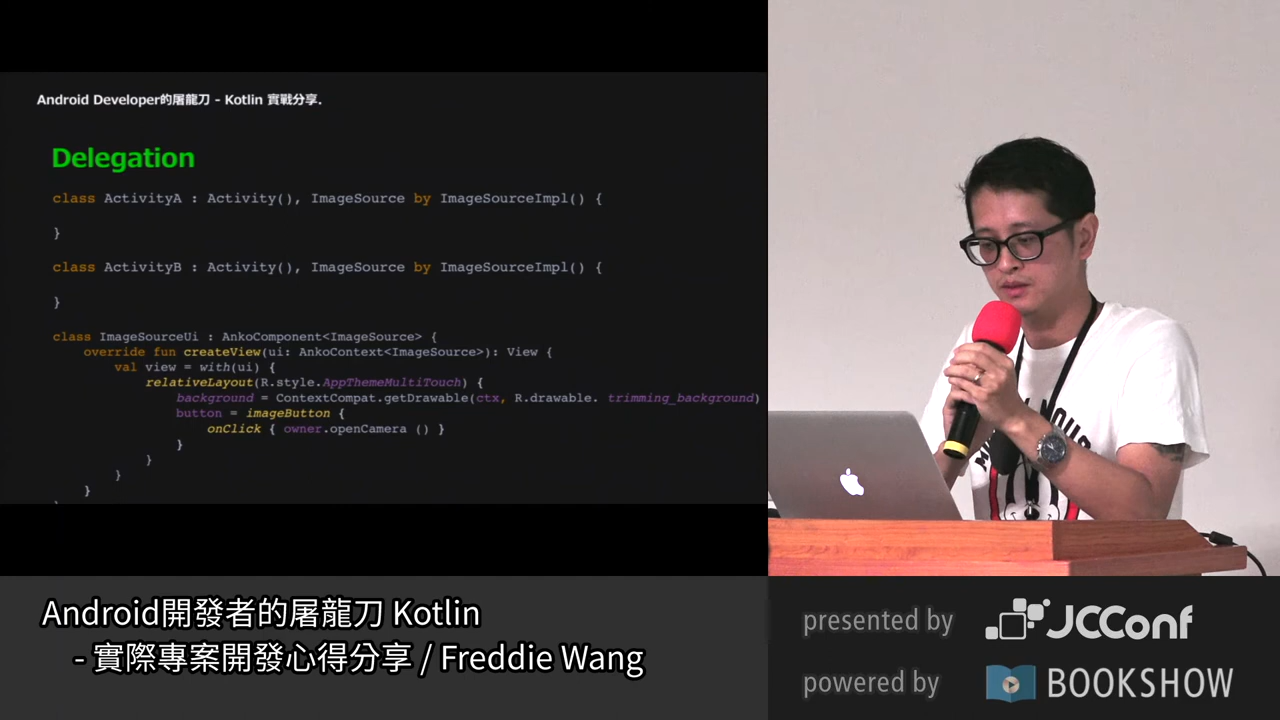 Android Developer的屠龍刀 - Kotlin 實戰分享.
Delegation
class ActivityA : Activity(), ImageSource by ImageSourceImpl() {
}
class ActivityB : Activity(), ImageSource by ImageSourceImpl() {
}
class ImageSourceUi : AnkoComponent<ImageSource> {
override fun createView(ui: AnkoContext<ImageSource>): View {
val view = with(ui) {
relativeLayout(R.style.AppThemeMultiTouch) {
background = ContextCompat.getDrawable(ctx, R.drawable. trimming_background)
button = imageButton {
onClick { owner.openCamera () }
}
}
}
}
Android開發者的屠龍刀 Kotlin
- 實際專案開發心得分享 / Freddie Wang
presented by JCConf
powered by BOOKSHOW